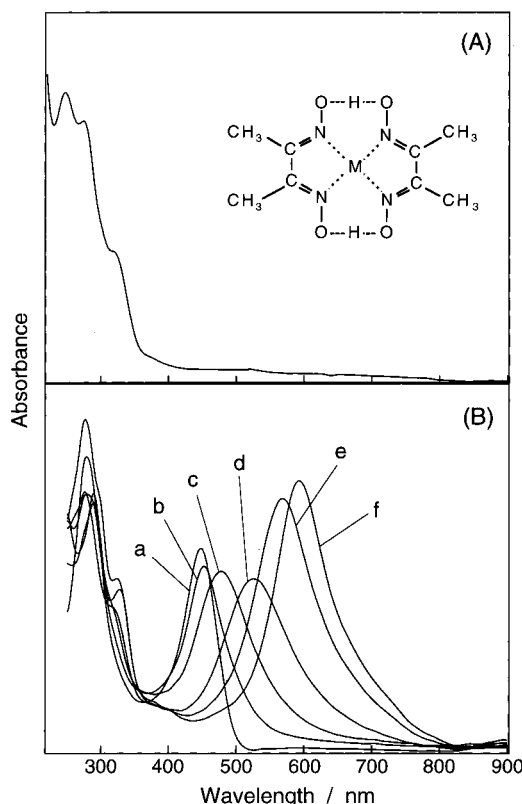 (A)
O H O
CH₃ N N CH₃
C C
M
C C
CH₃ N N CH₃
O H O
Absorbance
(B)
a b c d e f
300 400 500 600 700 800 900
Wavelength / nm